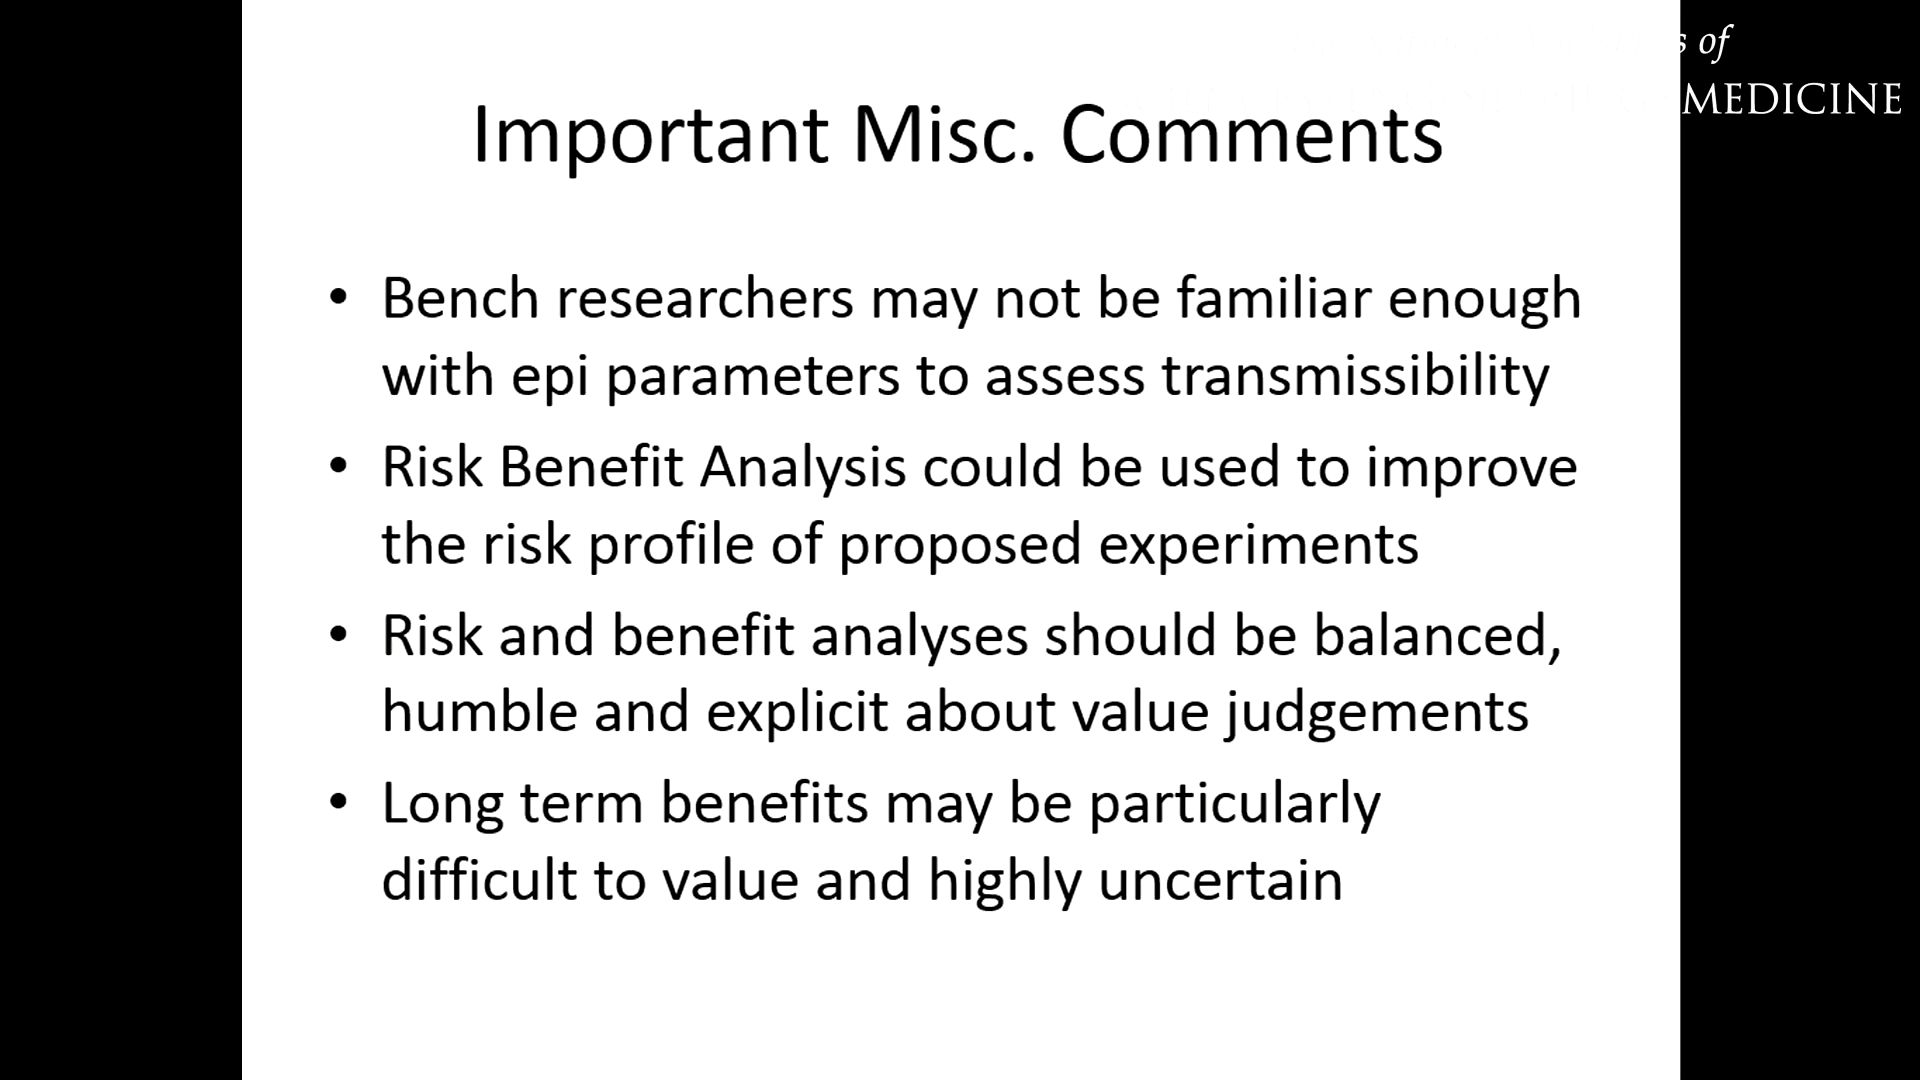 s of
MEDICINE
Important Misc. Comments
• Bench researchers may not be familiar enough
with epi parameters to assess transmissibility
• Risk Benefit Analysis could be used to improve
the risk profile of proposed experiments
• Risk and benefit analyses should be balanced,
humble and explicit about value judgements
• Long term benefits may be particularly
difficult to value and highly uncertain